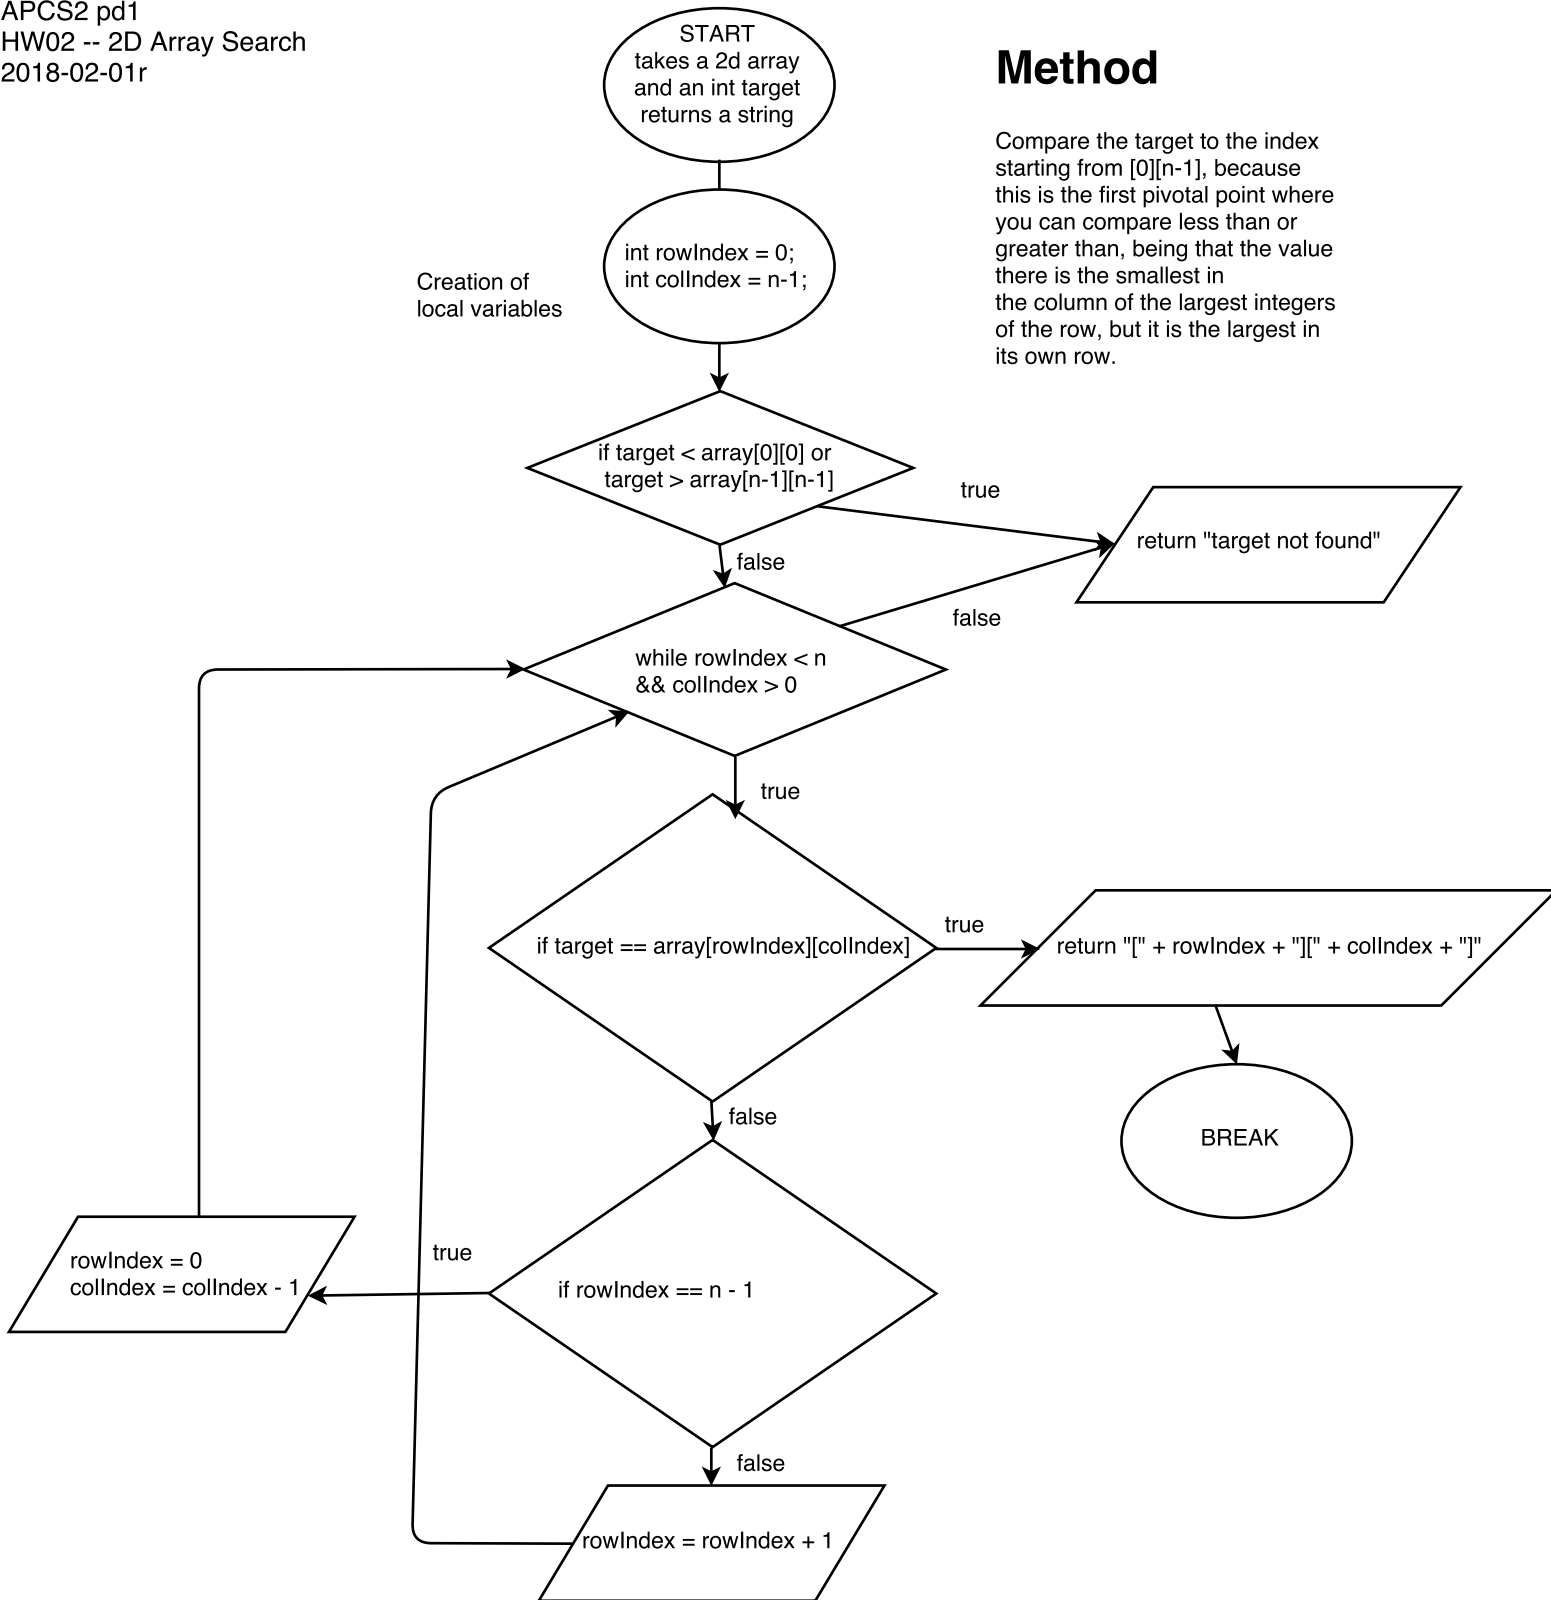 APCS2 pd1
HW02 -- 2D Array Search
2018-02-01r
START
takes a 2d array
and an int target
returns a string
Method
Compare the target to the index
starting from [0][n-1], because
this is the first pivotal point where
you can compare less than or
greater than, being that the value
there is the smallest in
the column of the largest integers
of the row, but it is the largest in
its own row.
int rowIndex = 0;
int colIndex = n-1;
Creation of
local variables
if target < array[0][0] or
target > array[n-1][n-1]
true
return "target not found"
false
false
while rowIndex < n
&& colIndex > 0
true
if target == array[rowIndex][colIndex]
true
return "[" + rowIndex + "][" + colIndex + "]"
false
BREAK
true
rowIndex = 0
colIndex = colIndex - 1
if rowIndex == n - 1
false
rowIndex = rowIndex + 1